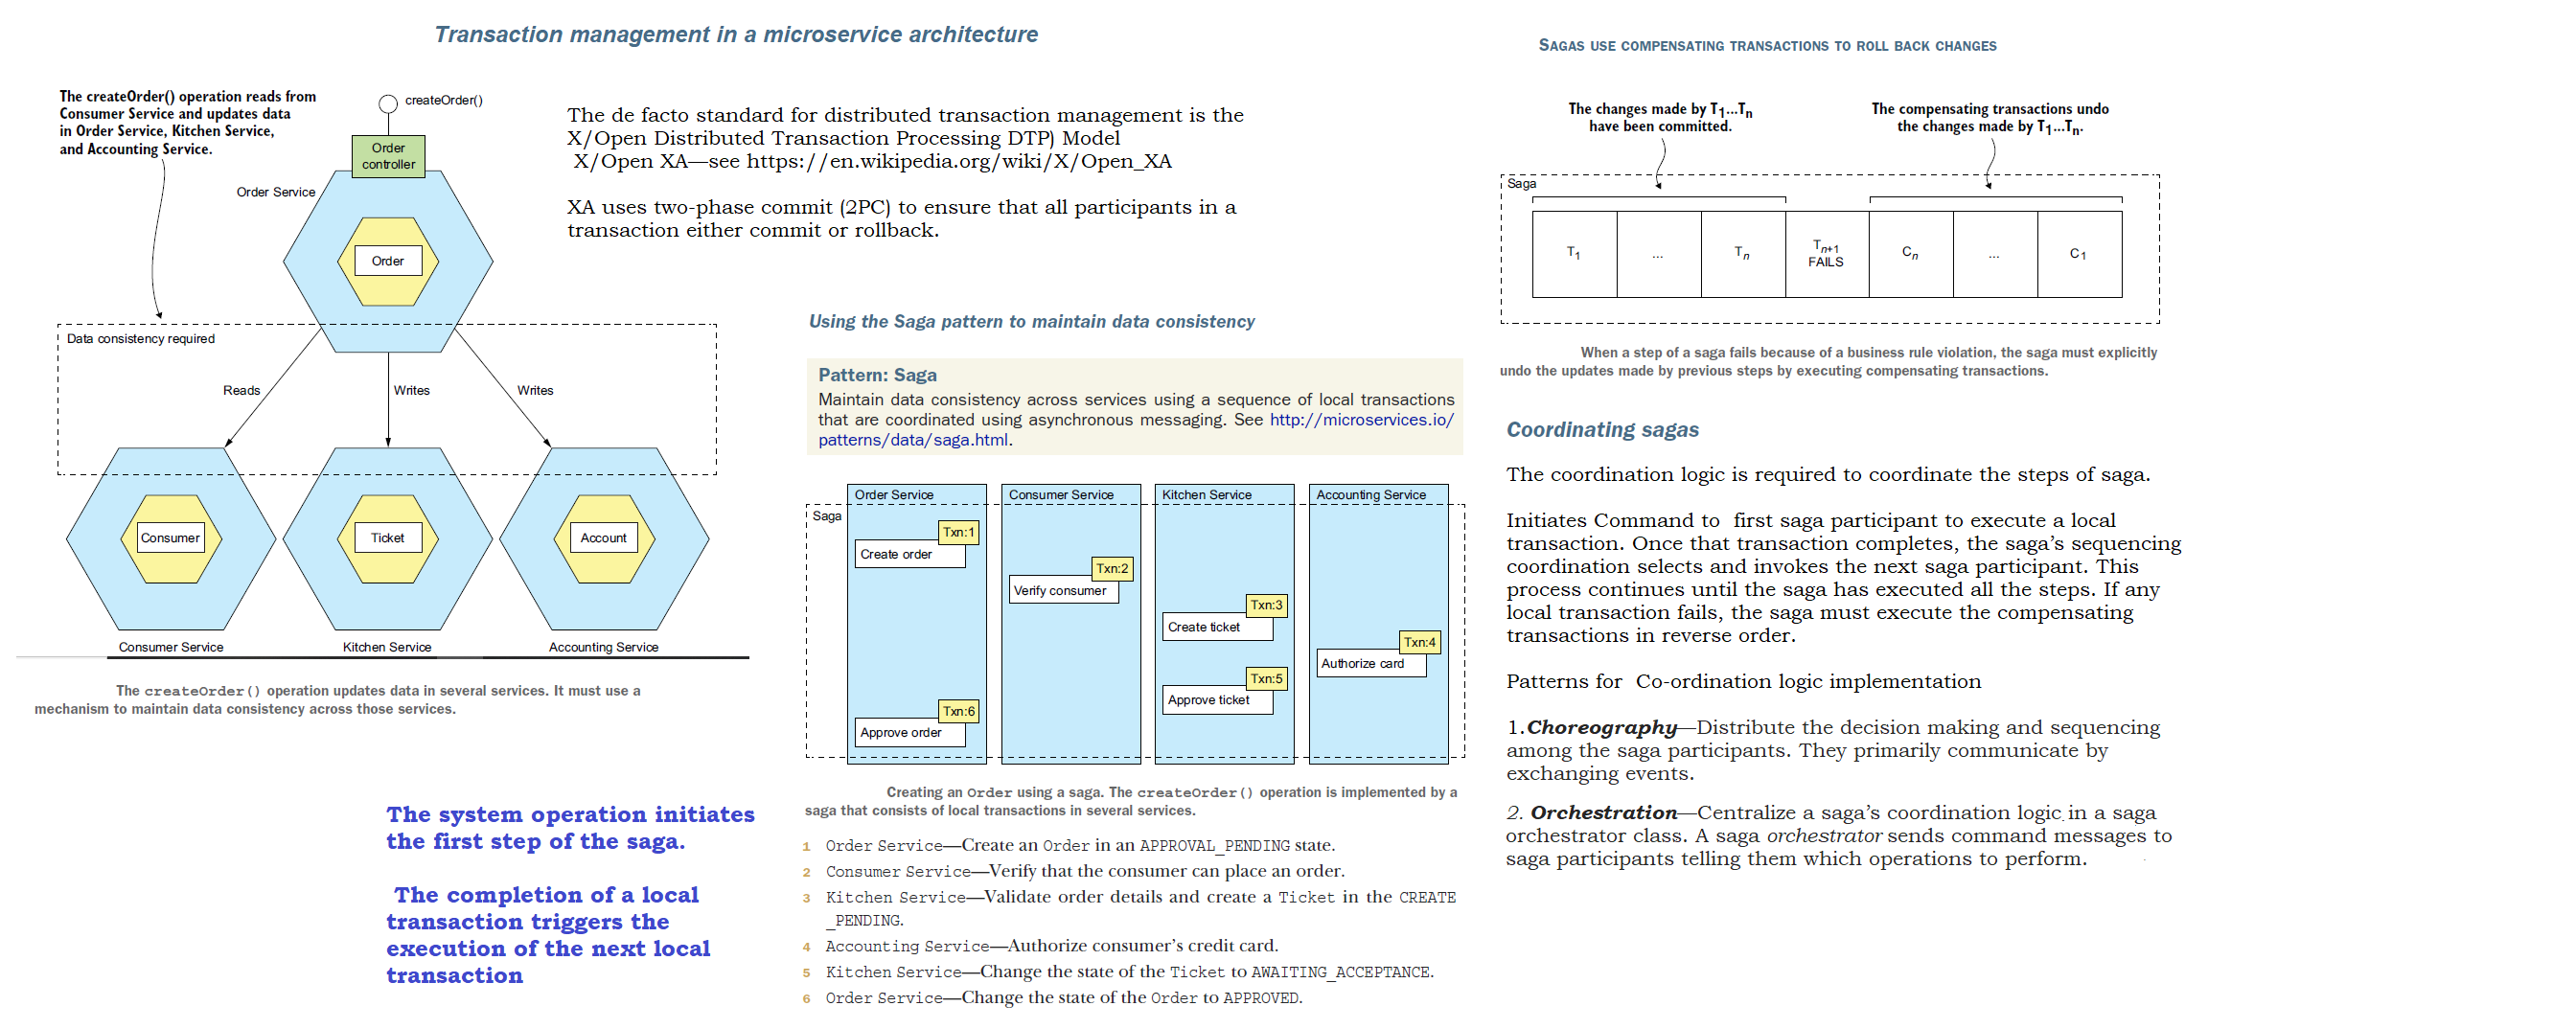 Transaction management in a microservice architecture
The createOrder() operation reads from
Consumer Service and updates data
in Order Service, Kitchen Service,
and Accounting Service.
createOrder()
Order
controller
Order Service
Order
Data consistency required
Reads
Writes
Writes
Consumer
Ticket
Account
Consumer Service
Kitchen Service
Accounting Service
The createOrder() operation updates data in several services. It must use a
mechanism to maintain data consistency across those services.
The system operation initiates
the first step of the saga.
The completion of a local
transaction triggers the
execution of the next local
transaction
The de facto standard for distributed transaction management is the
X/Open Distributed Transaction Processing DTP) Model
X/Open XA—see https://en.wikipedia.org/wiki/X/Open_XA
XA uses two-phase commit (2PC) to ensure that all participants in a
transaction either commit or rollback.
Using the Saga pattern to maintain data consistency
Pattern: Saga
Maintain data consistency across services using a sequence of local transactions
that are coordinated using asynchronous messaging. See http://microservices.io/
patterns/data/saga.html.
Order Service
Consumer Service
Kitchen Service
Accounting Service
Saga
Txn:1
Create order
Txn:2
Verify consumer
Txn:3
Create ticket
Txn:4
Authorize card
Txn:5
Approve ticket
Txn:6
Approve order
Creating an Order using a saga. The createOrder() operation is implemented by a
saga that consists of local transactions in several services.
1 Order Service—Create an Order in an APPROVAL_PENDING state.
2 Consumer Service—Verify that the consumer can place an order.
3 Kitchen Service—Validate order details and create a Ticket in the CREATE
_PENDING.
4 Accounting Service—Authorize consumer's credit card.
5 Kitchen Service—Change the state of the Ticket to AWAITING_ACCEPTANCE.
6 Order Service—Change the state of the Order to APPROVED.
SAGAS USE COMPENSATING TRANSACTIONS TO ROLL BACK CHANGES
The changes made by T1...Tn
have been committed.
The compensating transactions undo
the changes made by T1...Tn.
Saga
T1
...
Tn
Tn+1
FAILS
Cn
...
C1
When a step of a saga fails because of a business rule violation, the saga must explicitly
undo the updates made by previous steps by executing compensating transactions.
Coordinating sagas
The coordination logic is required to coordinate the steps of saga.
Initiates Command to first saga participant to execute a local
transaction. Once that transaction completes, the saga's sequencing
coordination selects and invokes the next saga participant. This
process continues until the saga has executed all the steps. If any
local transaction fails, the saga must execute the compensating
transactions in reverse order.
Patterns for Co-ordination logic implementation
1.Choreography—Distribute the decision making and sequencing
among the saga participants. They primarily communicate by
exchanging events.
2. Orchestration—Centralize a saga's coordination logic in a saga
orchestrator class. A saga orchestrator sends command messages to
saga participants telling them which operations to perform.